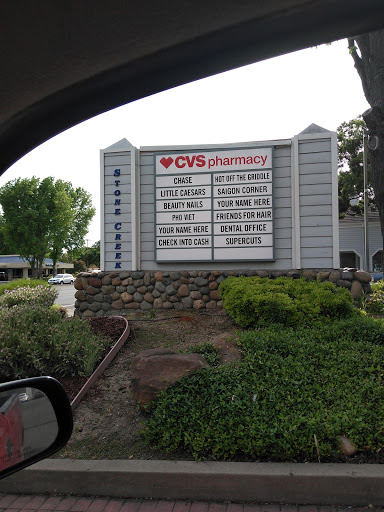 STONE CREEK
CVS pharmacy
CHASE
HOT OFF THE GRIDDLE
LITTLE CAESARS
SAIGON CORNER
BEAUTY NAILS
YOUR NAME HERE
PHO VIET
FRIENDS FOR HAIR
YOUR NAME HERE
DENTAL OFFICE
CHECK INTO CASH
SUPERCUTS